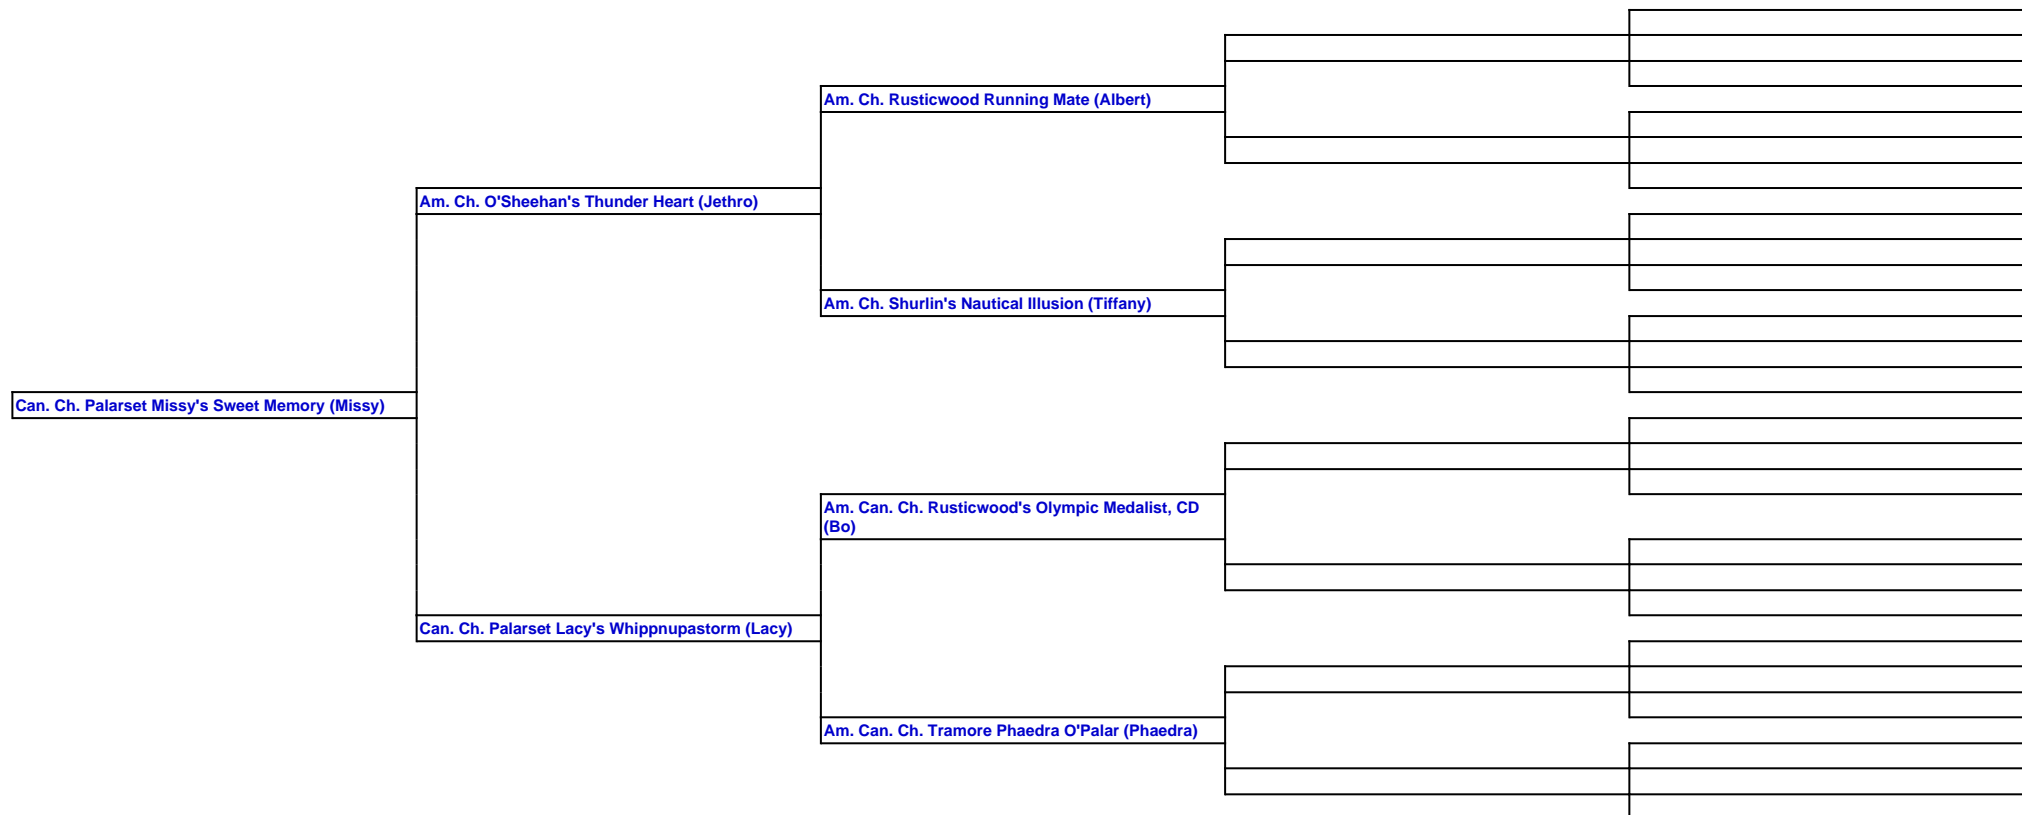 Am. Ch. Rusticwood Running Mate (Albert)
Am. Ch. O'Sheehan's Thunder Heart (Jethro)
Am. Ch. Shurlin's Nautical Illusion (Tiffany)
Can. Ch. Palarset Missy's Sweet Memory (Missy)
Am. Can. Ch. Rusticwood's Olympic Medalist, CD
(Bo)
Can. Ch. Palarset Lacy's Whippnupastorm (Lacy)
Am. Can. Ch. Tramore Phaedra O'Palar (Phaedra)